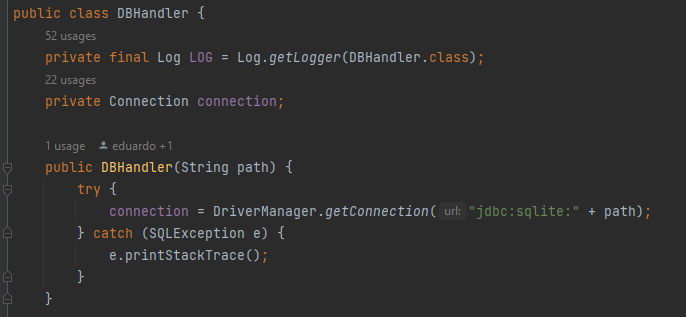 public class DBHandler {
52 usages
private final Log LOG = Log.getLogger(DBHandler.class);
22 usages
private Connection connection;
1 usage eduardo +1
public DBHandler(String path) {
try {
connection = DriverManager.getConnection( url: "jdbc:sqlite:" + path);
} catch (SQLException e) {
e.printStackTrace();
}
}